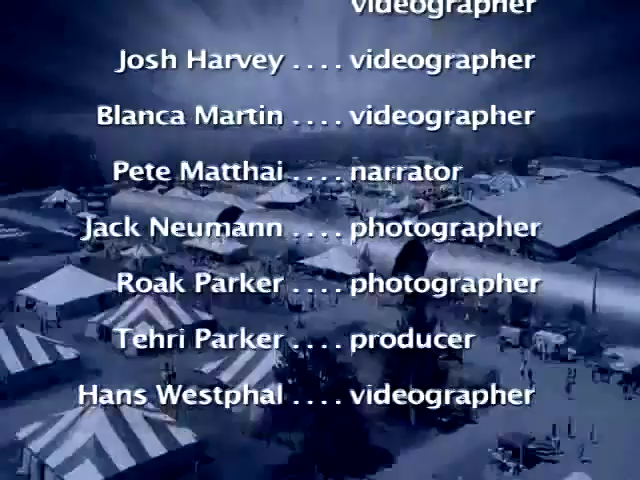 videographer
Josh Harvey .... videographer
Blanca Martin .... videographer
Pete Matthai .... narrator
Jack Neumann .... photographer
Roak Parker .... photographer
Tehri Parker .... producer
Hans Westphal .... videographer